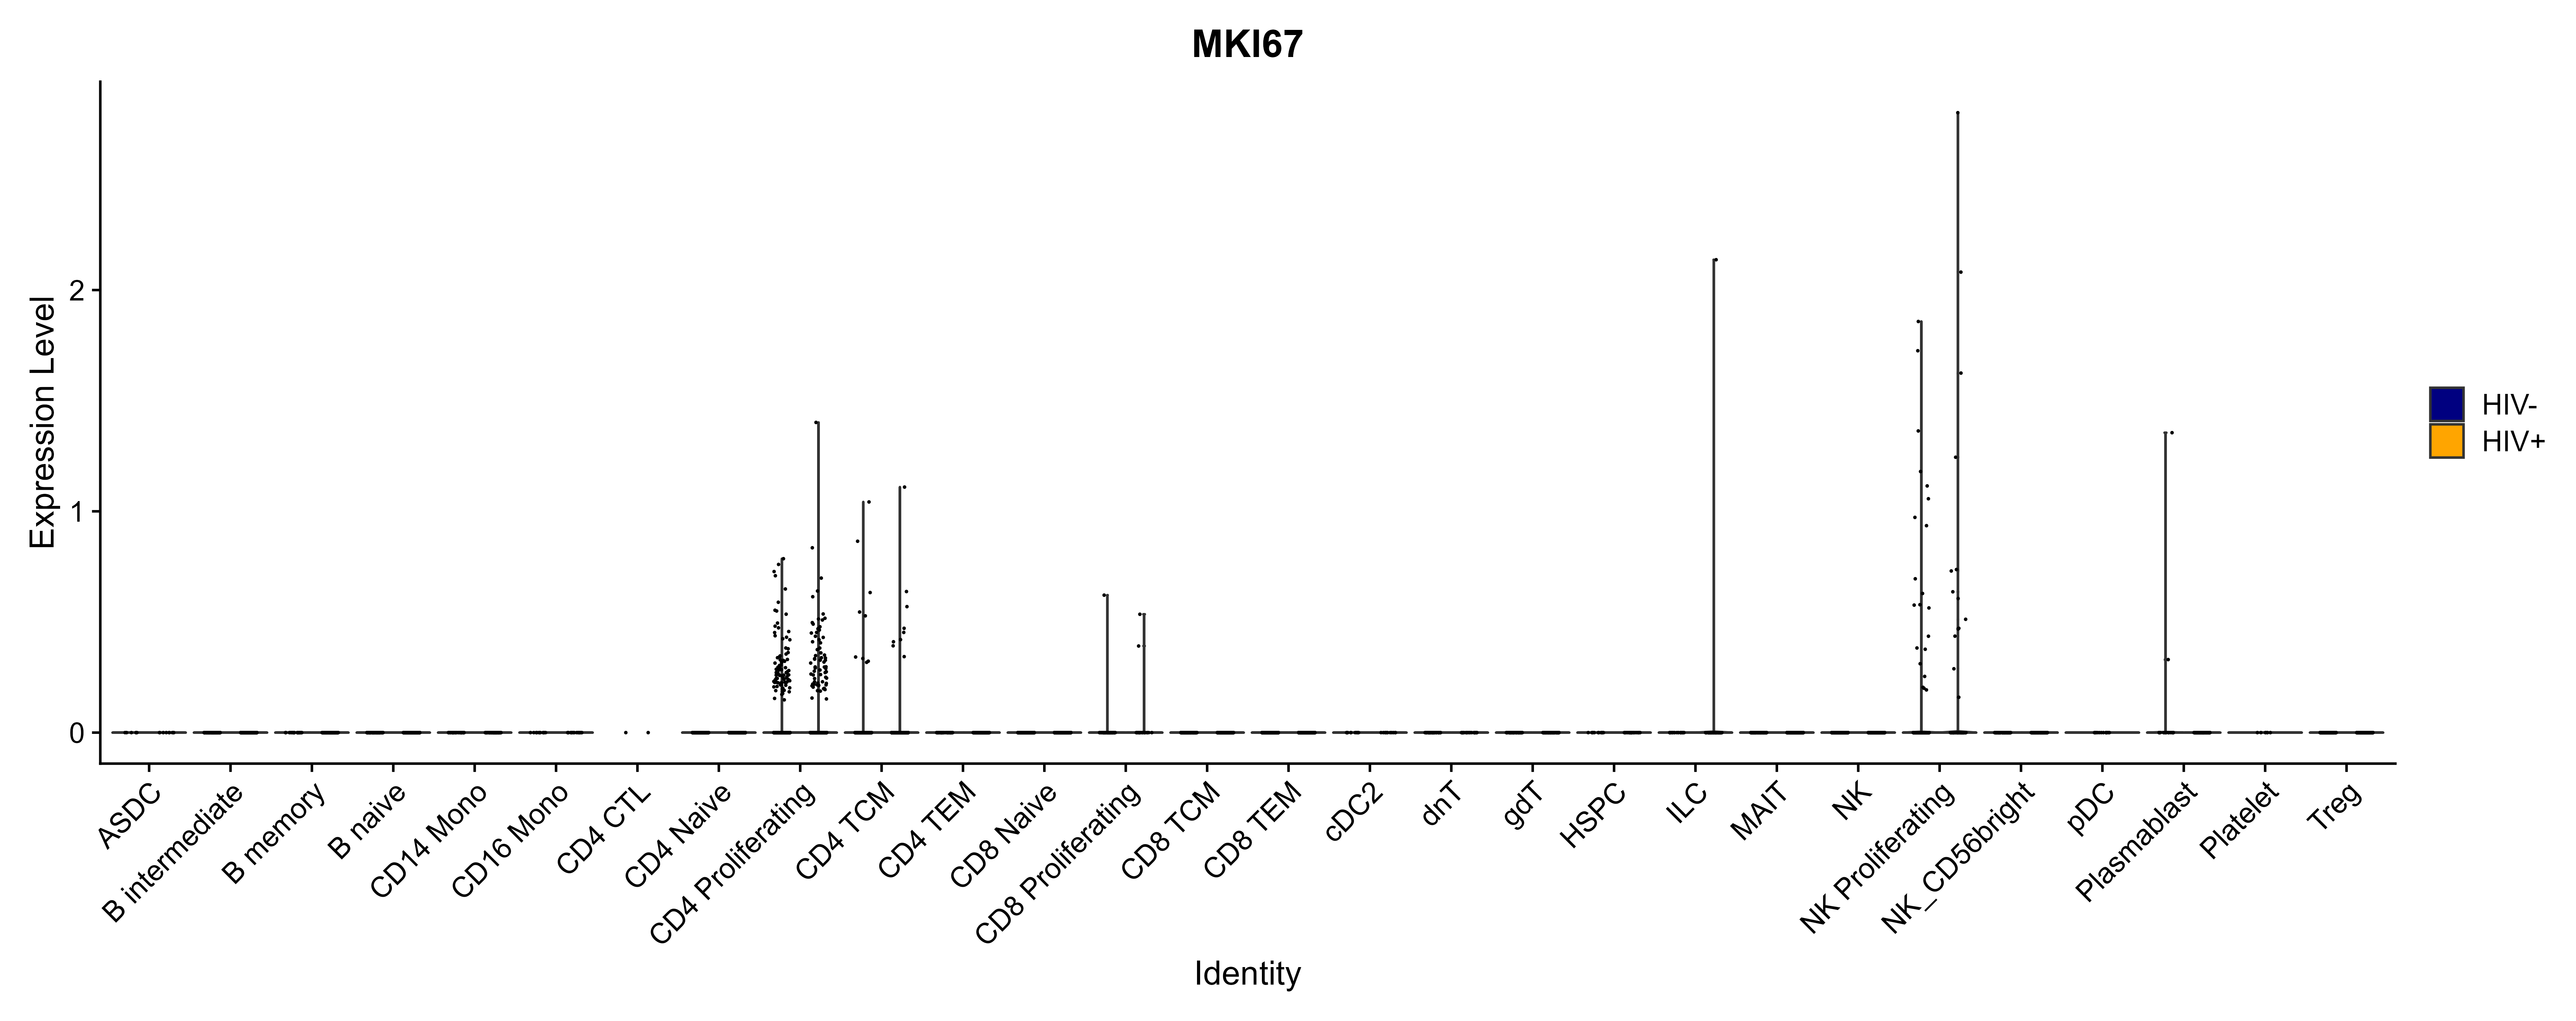 MKI67
Expression Level
2
1
0
ASDC
B intermediate
B memory
B naive
CD14 Mono
CD16 Mono
CD4 CTL
CD4 Naive
CD4 Proliferating
CD4 TCM
CD4 TEM
CD8 Naive
CD8 Proliferating
CD8 TCM
CD8 TEM
cDC2
dnT
gdT
HSPC
ILC
MAIT
NK
NK Proliferating
NK_CD56bright
pDC
Plasmablast
Platelet
Treg
Identity
HIV-
HIV+